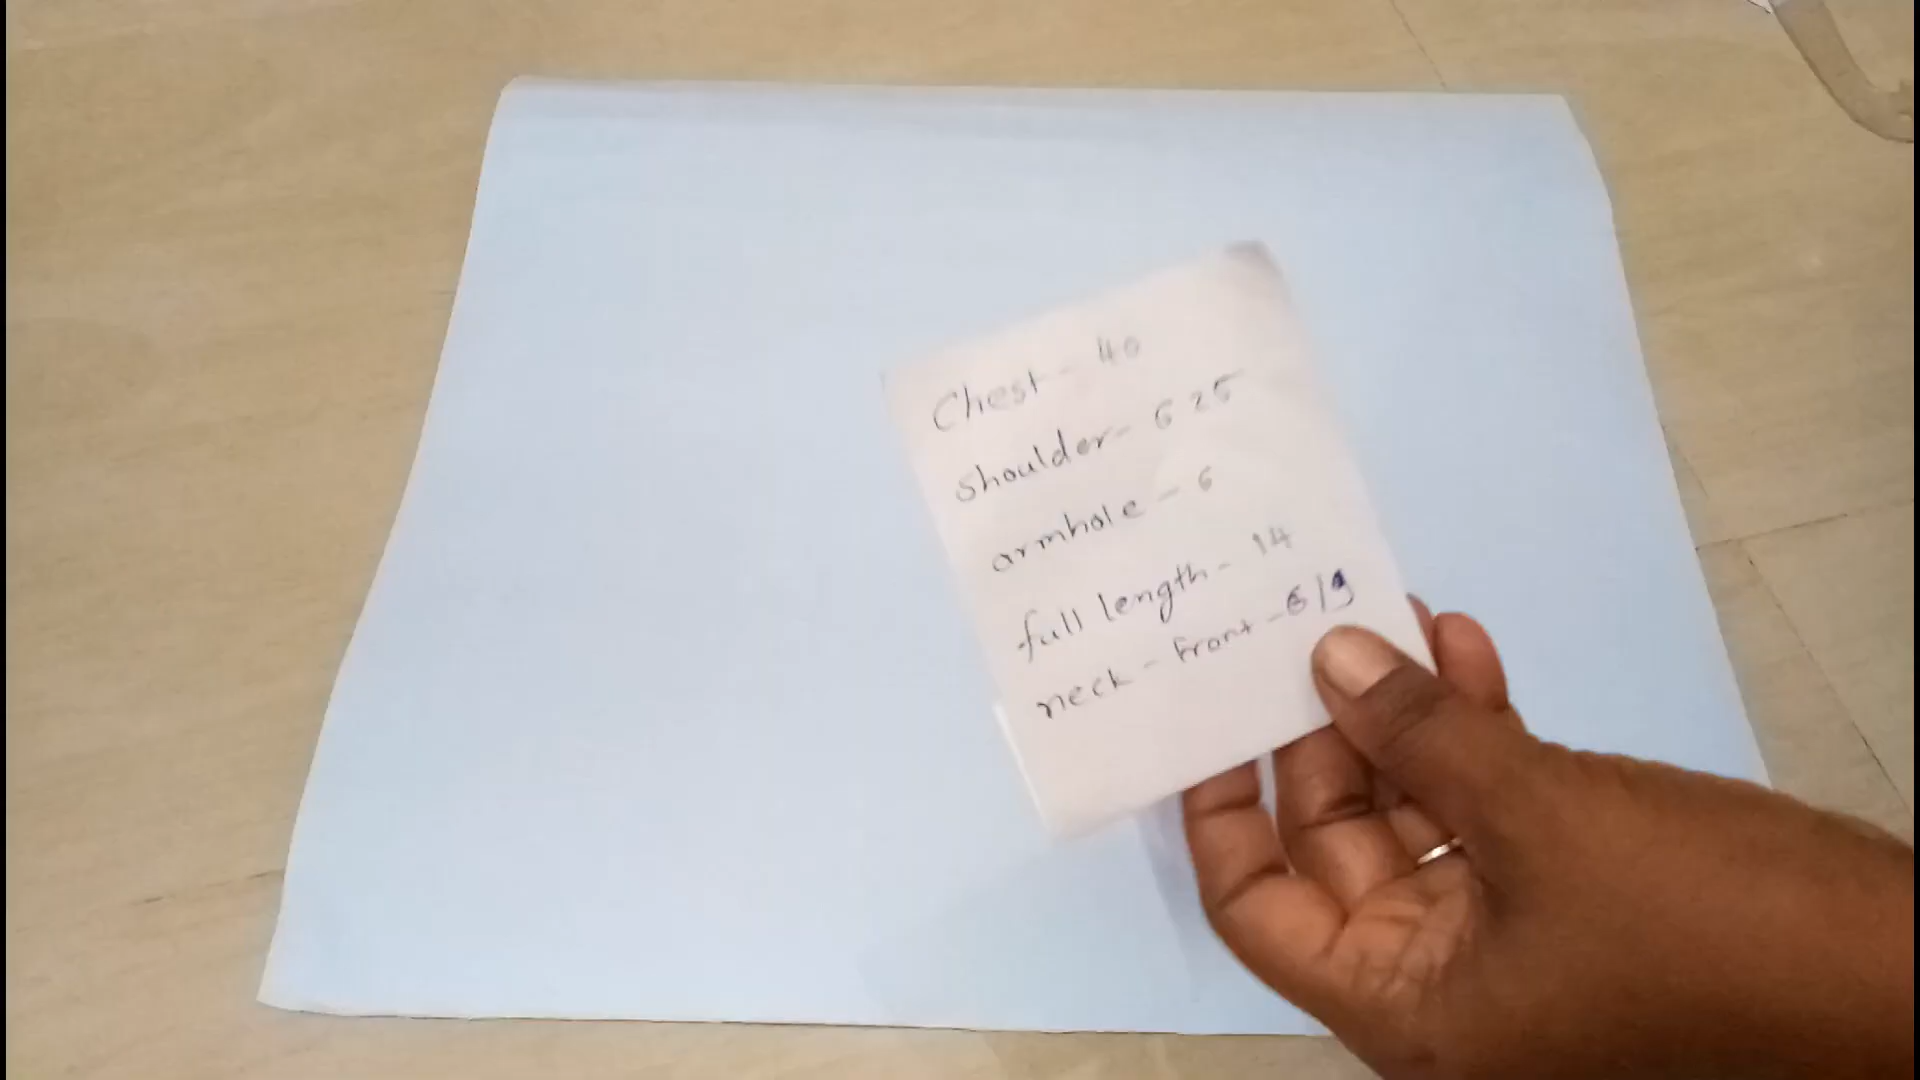 Chest - 40
shoulder - 6 25
armhole - 6
full length - 14
neck - front - 6/9